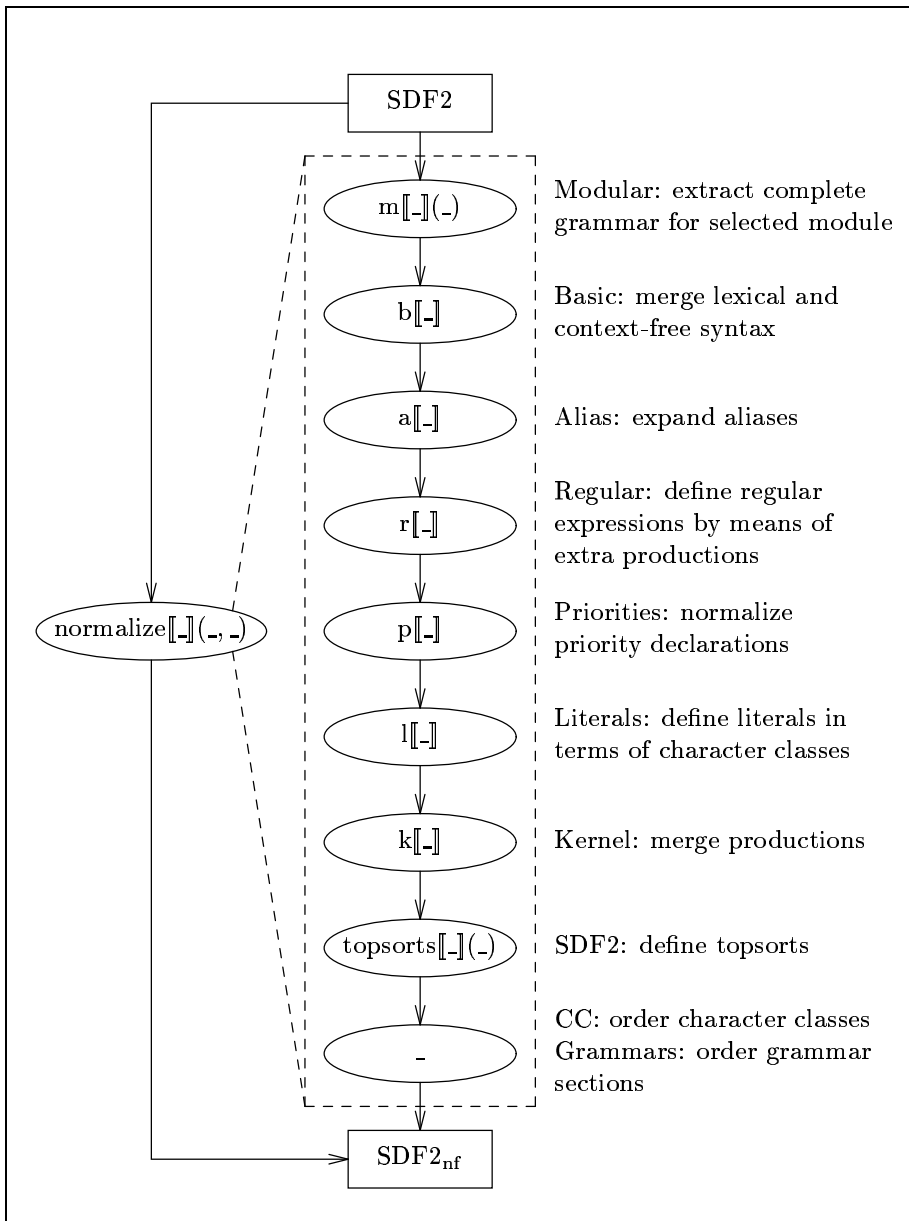 SDF2
m⟦_⟧(_)
Modular: extract complete
grammar for selected module
b⟦_⟧
Basic: merge lexical and
context-free syntax
a⟦_⟧
Alias: expand aliases
r⟦_⟧
Regular: define regular
expressions by means of
extra productions
normalize⟦_⟧(_, _)
p⟦_⟧
Priorities: normalize
priority declarations
l⟦_⟧
Literals: define literals in
terms of character classes
k⟦_⟧
Kernel: merge productions
topsorts⟦_⟧(_)
SDF2: define topsorts
_
CC: order character classes
Grammars: order grammar
sections
SDF2nf